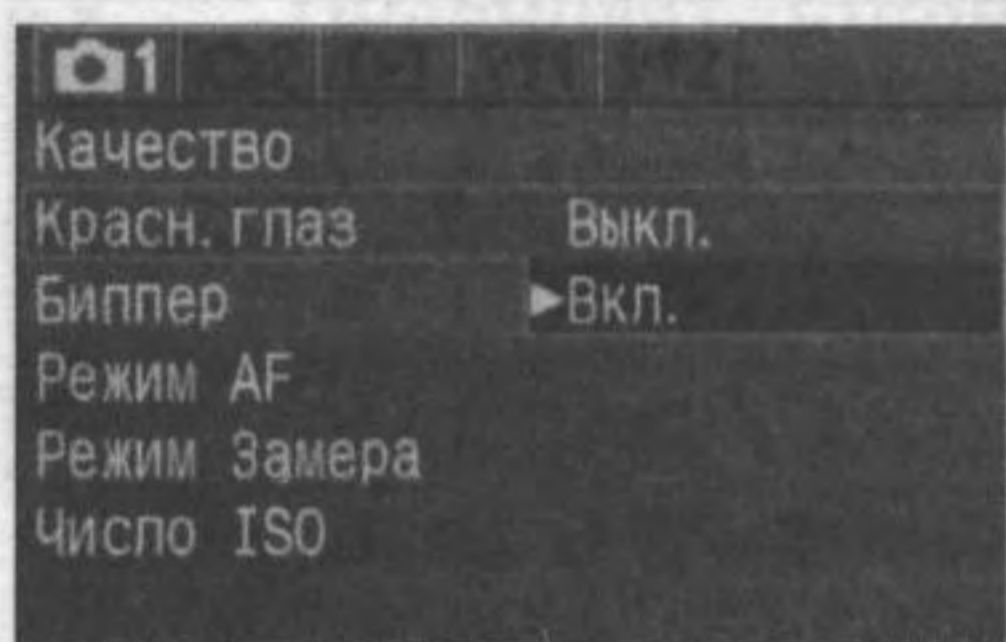 1
Качество
Красн.глаз Выкл.
Биппер ►Вкл.
Режим AF
Режим Замера
Число ISO